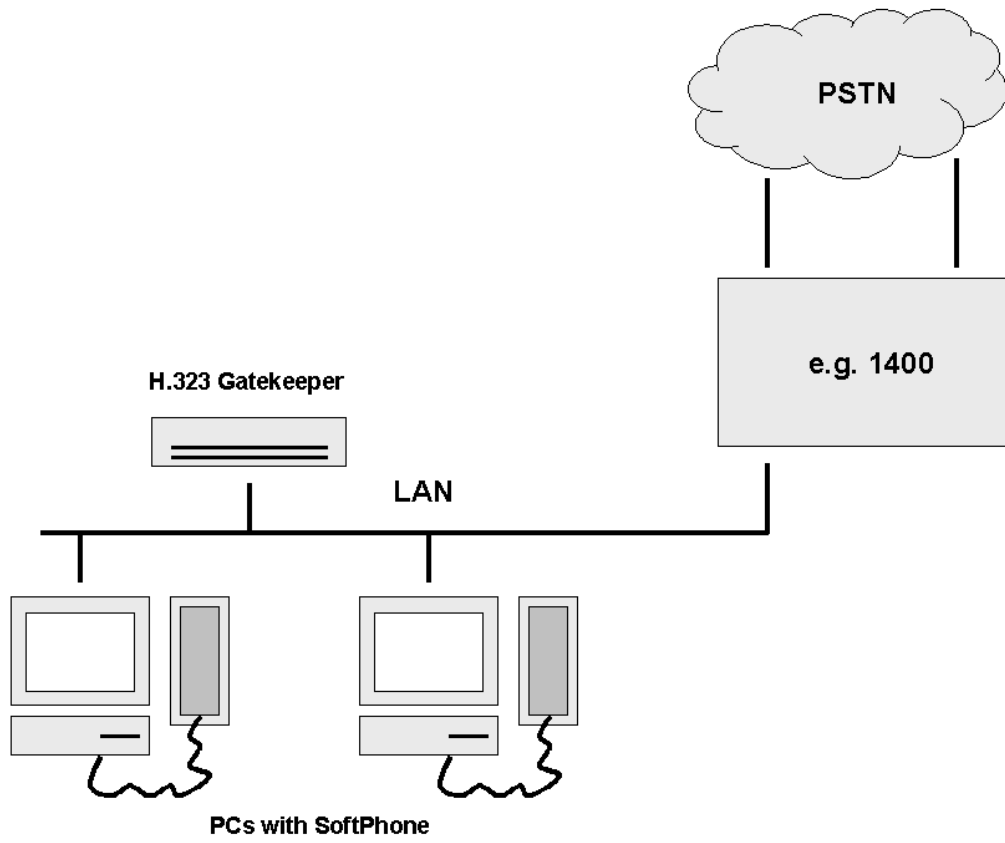 PSTN
e.g. 1400
H.323 Gatekeeper
LAN
PCs with SoftPhone